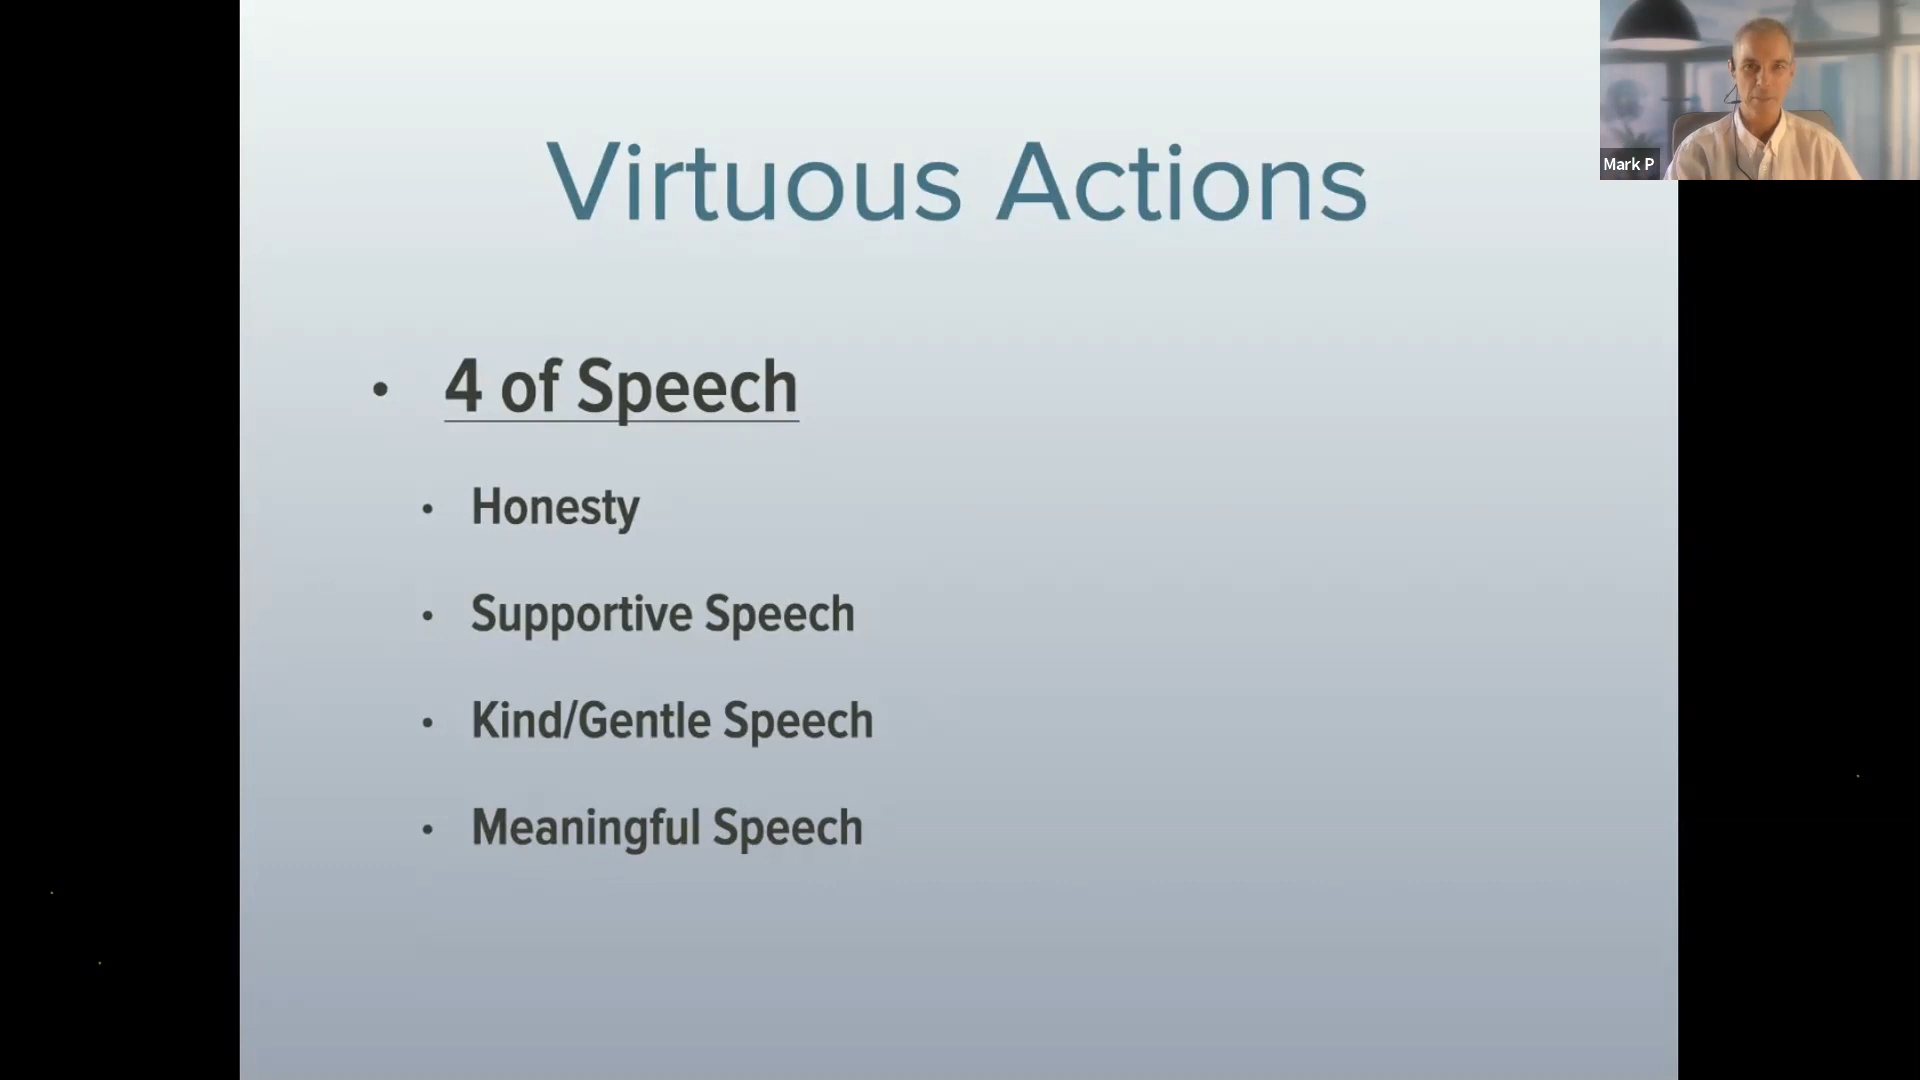 Virtuous Actions
• 4 of Speech
• Honesty
• Supportive Speech
• Kind/Gentle Speech
• Meaningful Speech
Mark P